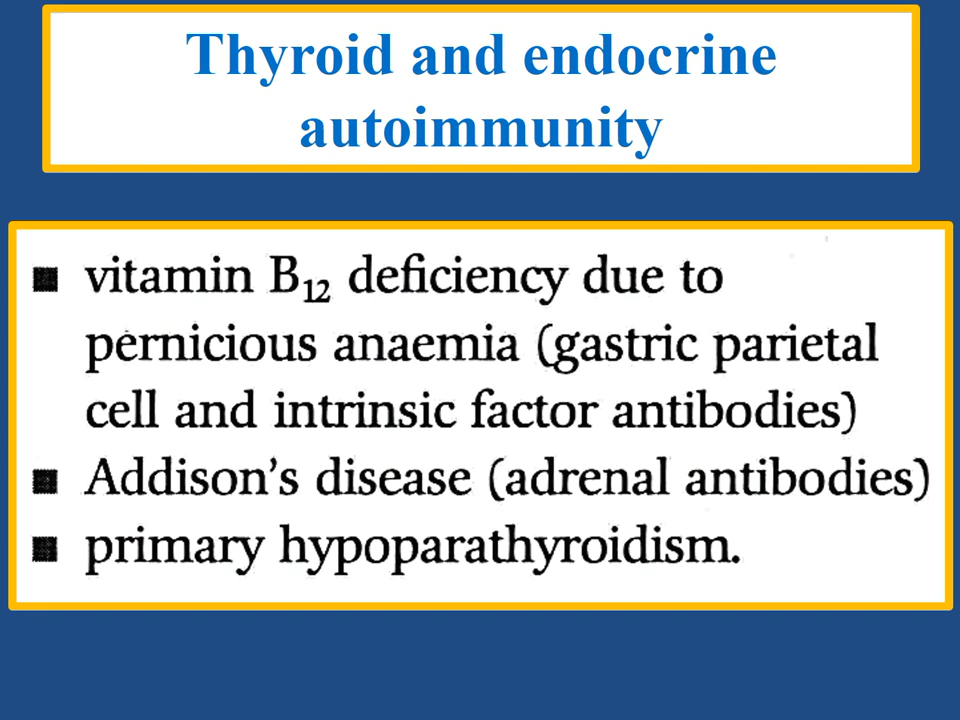 Thyroid and endocrine
autoimmunity
■ vitamin B₁₂ deficiency due to
pernicious anaemia (gastric parietal
cell and intrinsic factor antibodies)
■ Addison's disease (adrenal antibodies)
■ primary hypoparathyroidism.